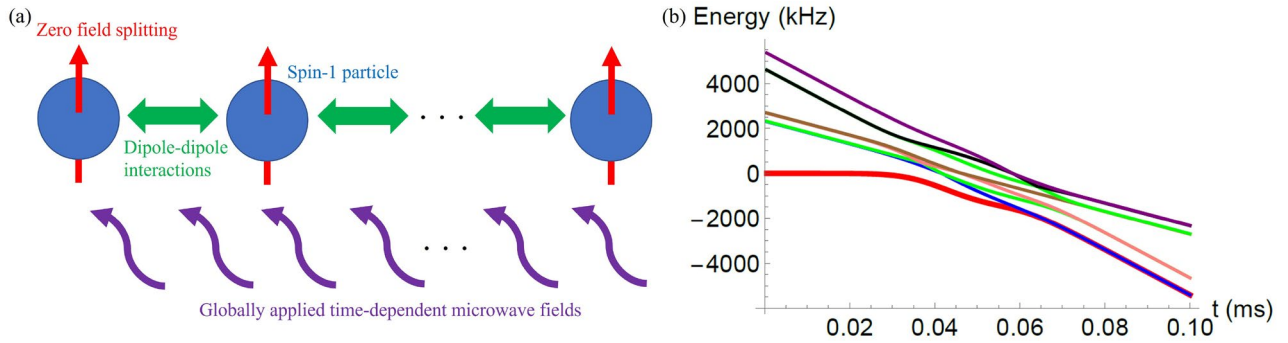 (a)
Zero field splitting
Spin-1 particle
. . .
Dipole-dipole
interactions
. . .
Globally applied time-dependent microwave fields
(b) Energy (kHz)
4000
2000
0
−2000
−4000
0.02 0.04 0.06 0.08 0.10
t (ms)